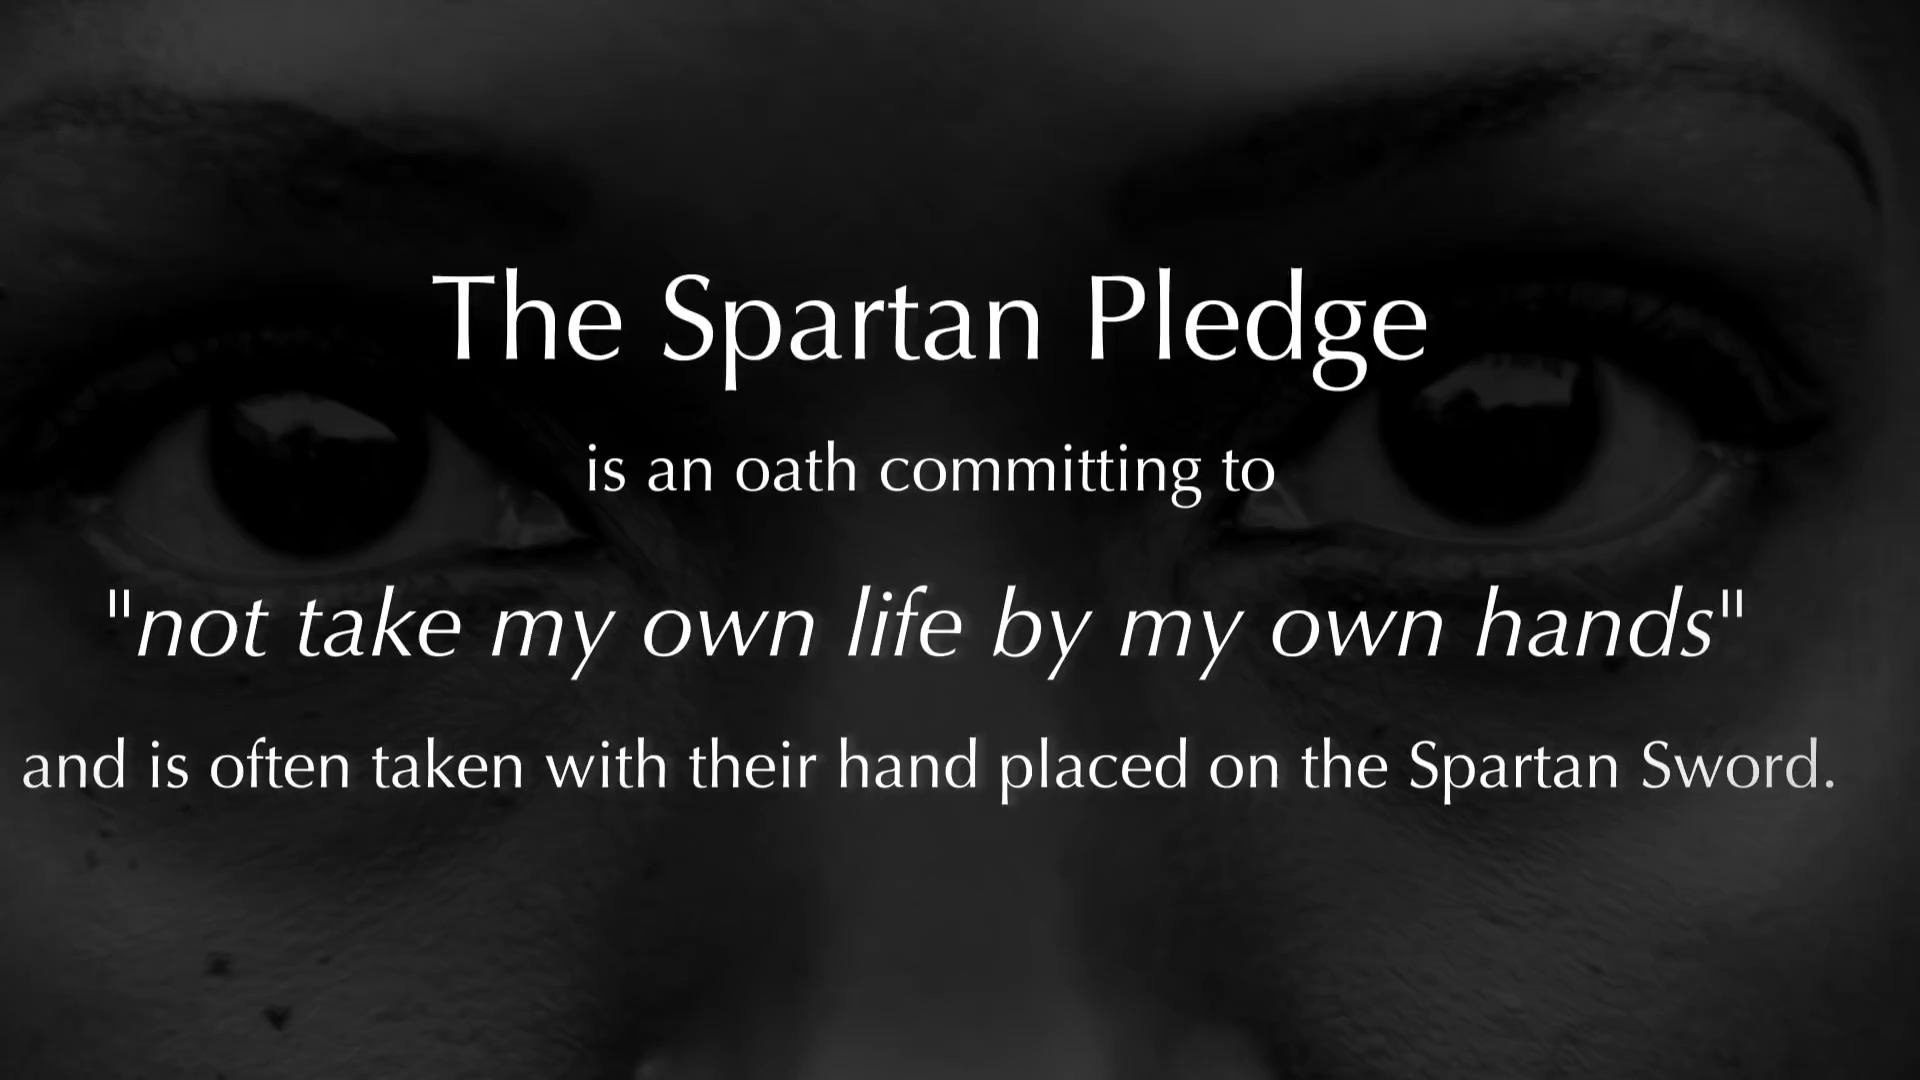 The Spartan Pledge
is an oath committing to
"not take my own life by my own hands"
and is often taken with their hand placed on the Spartan Sword.